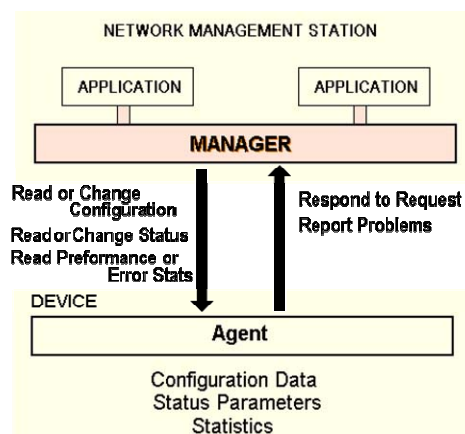 NETWORK MANAGEMENT STATION
APPLICATION
APPLICATION
MANAGER
Read or Change
Configuration
Read or Change Status
Read Preformance or
Error Stats
Respond to Request
Report Problems
DEVICE
Agent
Configuration Data
Status Parameters
Statistics